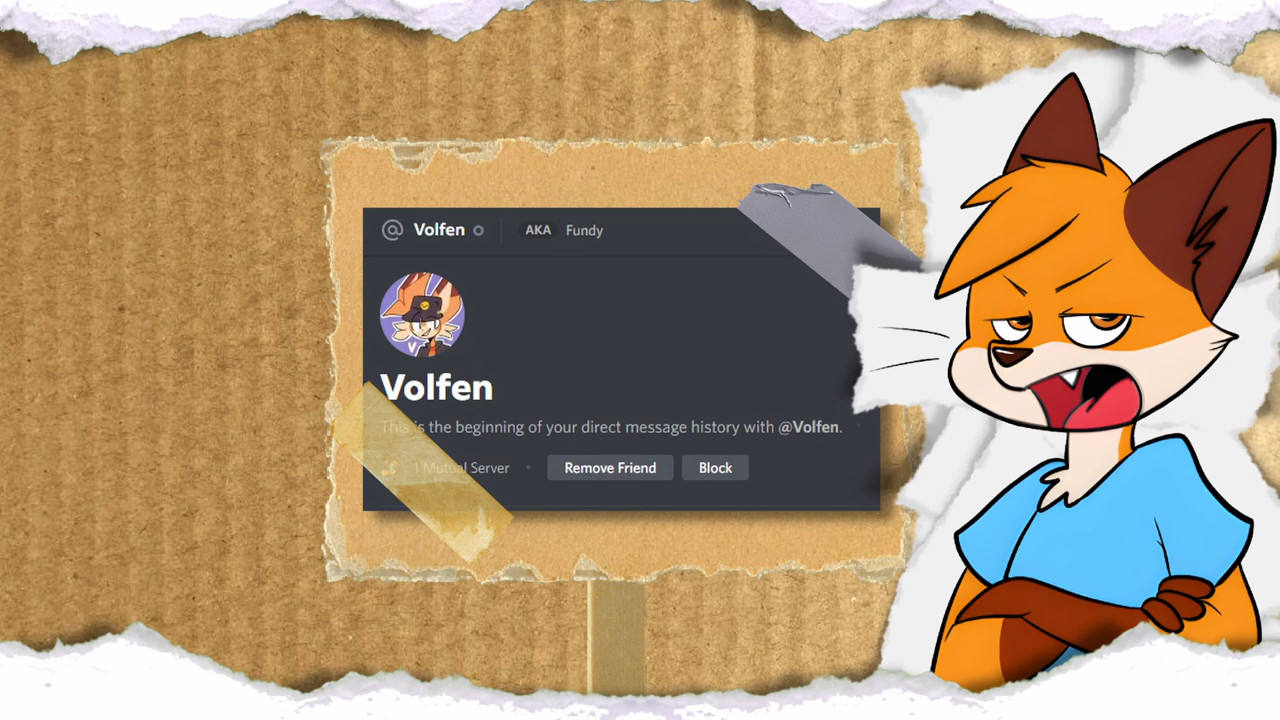 @ Volfen
AKA Fundy
Volfen
This is the beginning of your direct message history with @Volfen.
1 Mutual Server • Remove Friend Block